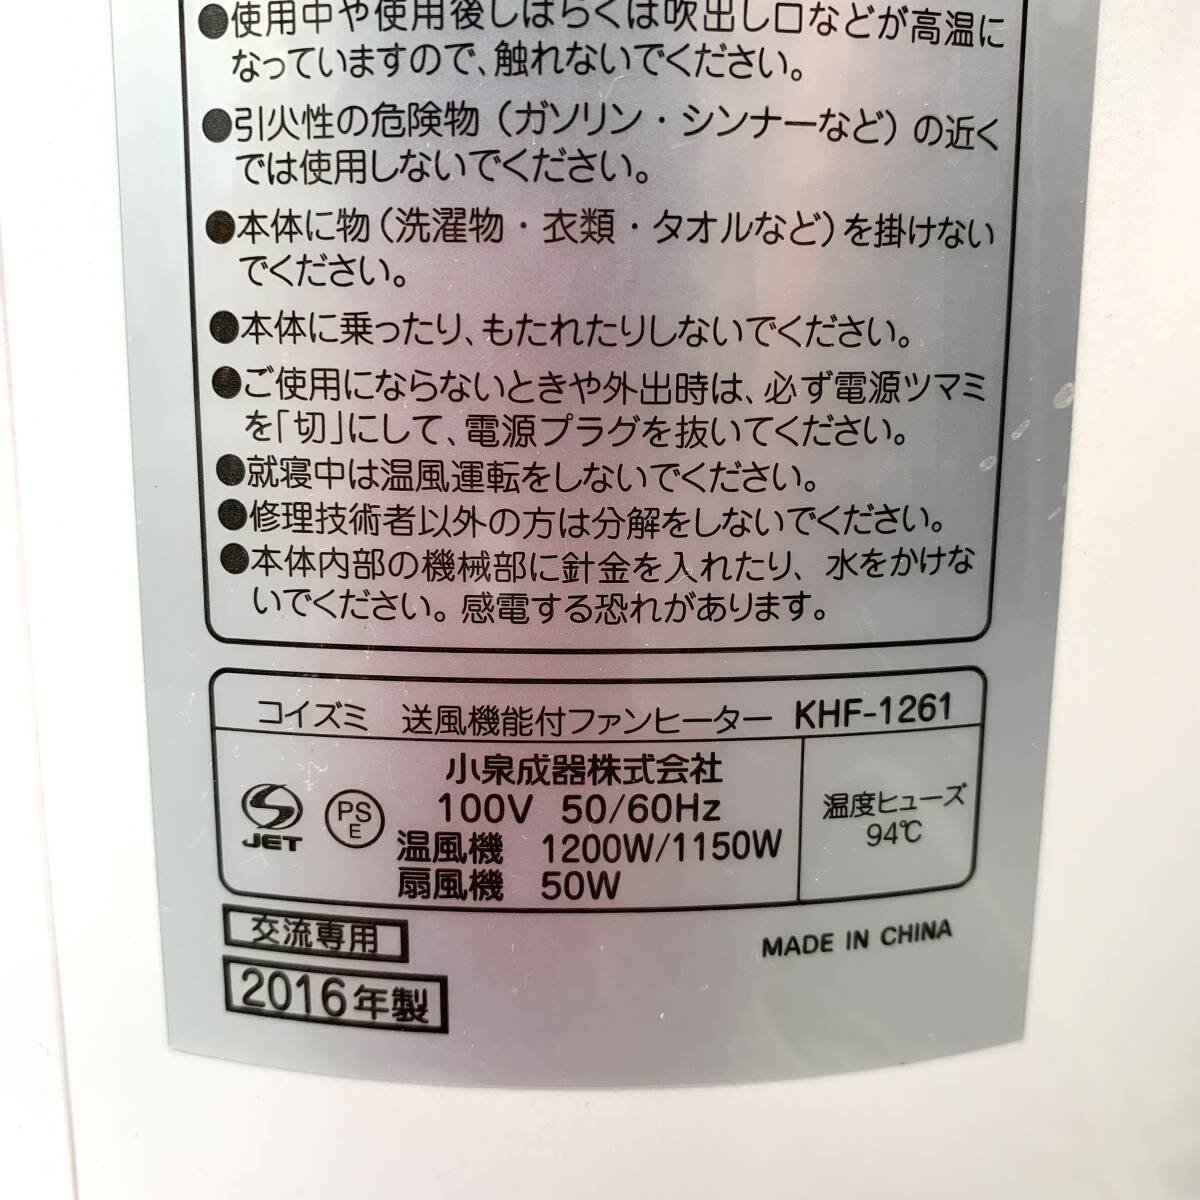 ●使用中や使用後しばらくは吹出し口などが高温に
なっていますので、触れないでください。
●引火性の危険物（ガソリン・シンナーなど）の近く
では使用しないでください。
●本体に物（洗濯物・衣類・タオルなど）を掛けない
でください。
●本体に乗ったり、もたれたりしないでください。
●ご使用にならないときや外出時は、必ず電源ツマミ
を「切」にして、電源プラグを抜いてください。
●就寝中は温風運転をしないでください。
●修理技術者以外の方は分解をしないでください。
●本体内部の機械部に針金を入れたり、水をかけな
いでください。感電する恐れがあります。
コイズミ 送風機能付ファンヒーター KHF-1261
小泉成器株式会社
100V 50/60Hz
温風機 1200W/1150W
扇風機 50W
JET
PS
E
温度ヒューズ
94℃
交流専用
2016年製
MADE IN CHINA